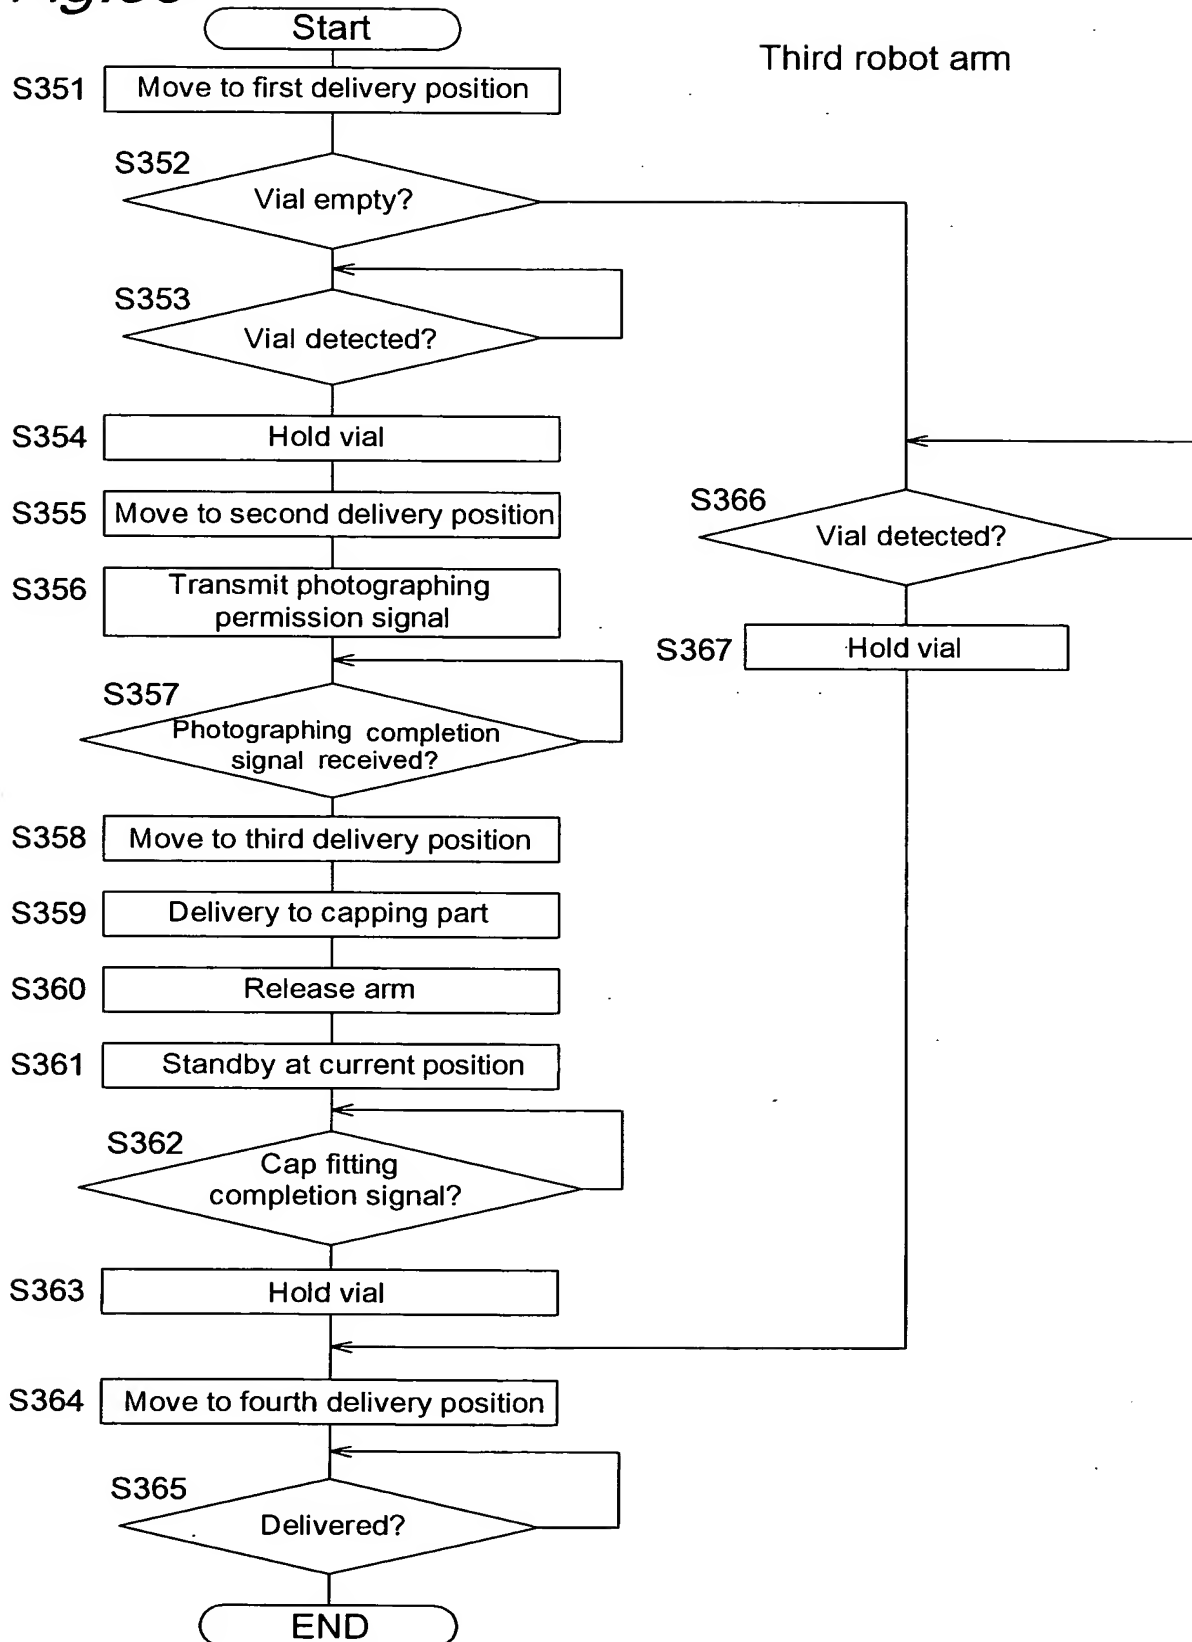 Start
Third robot arm
S351
Move to first delivery position
S352
Vial empty?
S353
Vial detected?
S354
Hold vial
S355
Move to second delivery position
S356
Transmit photographing
permission signal
S357
Photographing completion
signal received?
S358
Move to third delivery position
S359
Delivery to capping part
S360
Release arm
S361
Standby at current position
S362
Cap fitting
completion signal?
S363
Hold vial
S364
Move to fourth delivery position
S365
Delivered?
END
S366
Vial detected?
S367
Hold vial